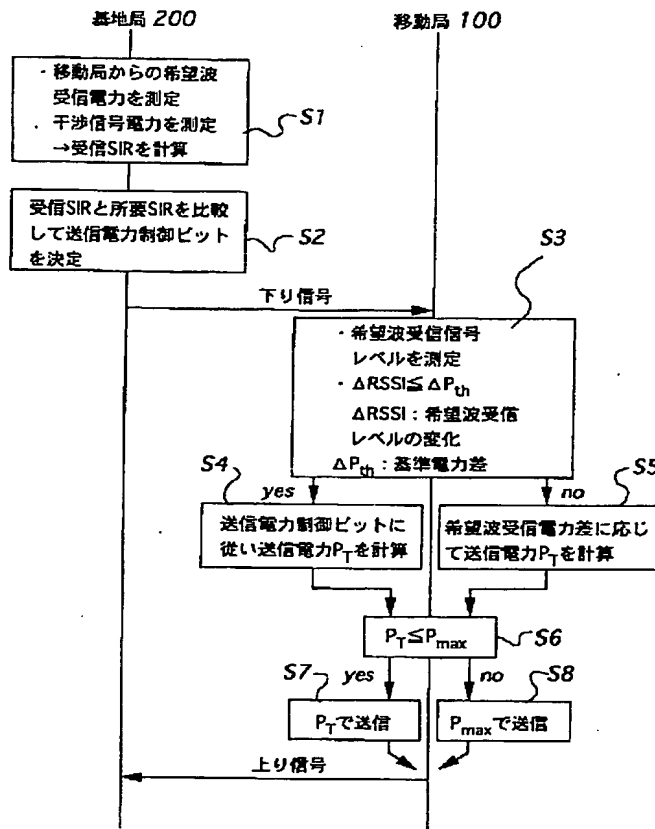 基地局 200
移動局 100
・移動局からの希望波
受信電力を測定
干渉信号電力を測定
→受信SIRを計算
S1
受信SIRと所要SIRを比較
して送信電力制御ビット
を決定
S2
下り信号
S3
・希望波受信信号
レベルを測定
・ΔRSSI≦ΔPth
ΔRSSI：希望波受信
レベルの変化
ΔPth：基準電力差
S4
yes
no
S5
送信電力制御ビットに
従い送信電力PTを計算
希望波受信電力差に応じ
て送信電力PTを計算
PT≦Pmax
S6
S7
yes
no
S8
PTで送信
Pmaxで送信
上り信号